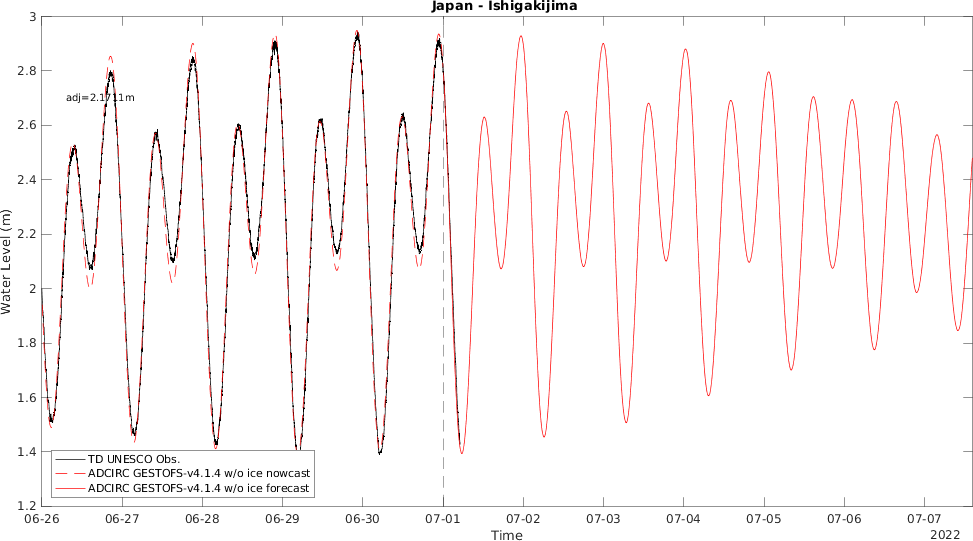 Japan - Ishigakijima
3
2.8
adj=2.1711m
2.6
2.4
2.2
2
1.8
1.6
1.4
1.2
Water Level (m)
TD UNESCO Obs.
ADCIRC GESTOFS-v4.1.4 w/o ice nowcast
ADCIRC GESTOFS-v4.1.4 w/o ice forecast
06-26 06-27 06-28 06-29 06-30 07-01 07-02 07-03 07-04 07-05 07-06 07-07
Time
2022